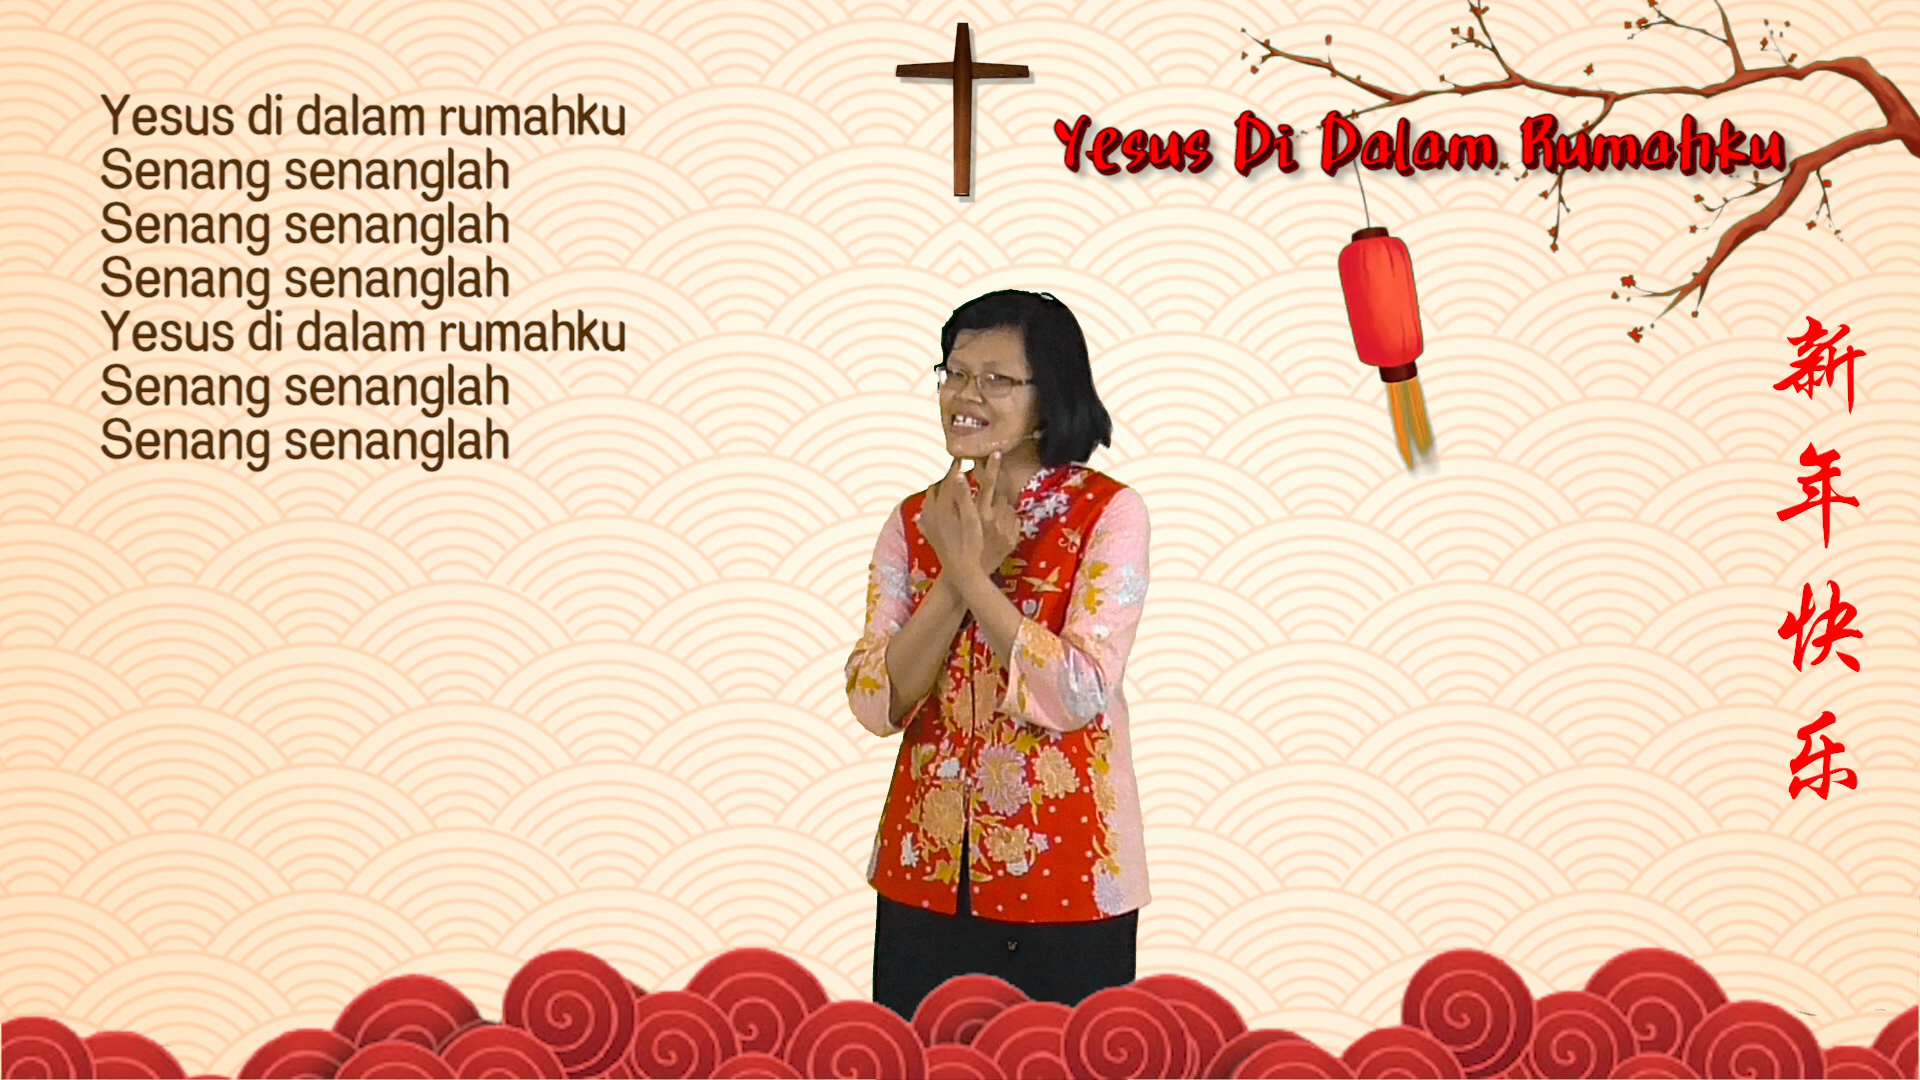 Yesus di dalam rumahku
Senang senanglah
Senang senanglah
Senang senanglah
Yesus di dalam rumahku
Senang senanglah
Senang senanglah
Yesus Di Dalam Rumahku
新年快乐